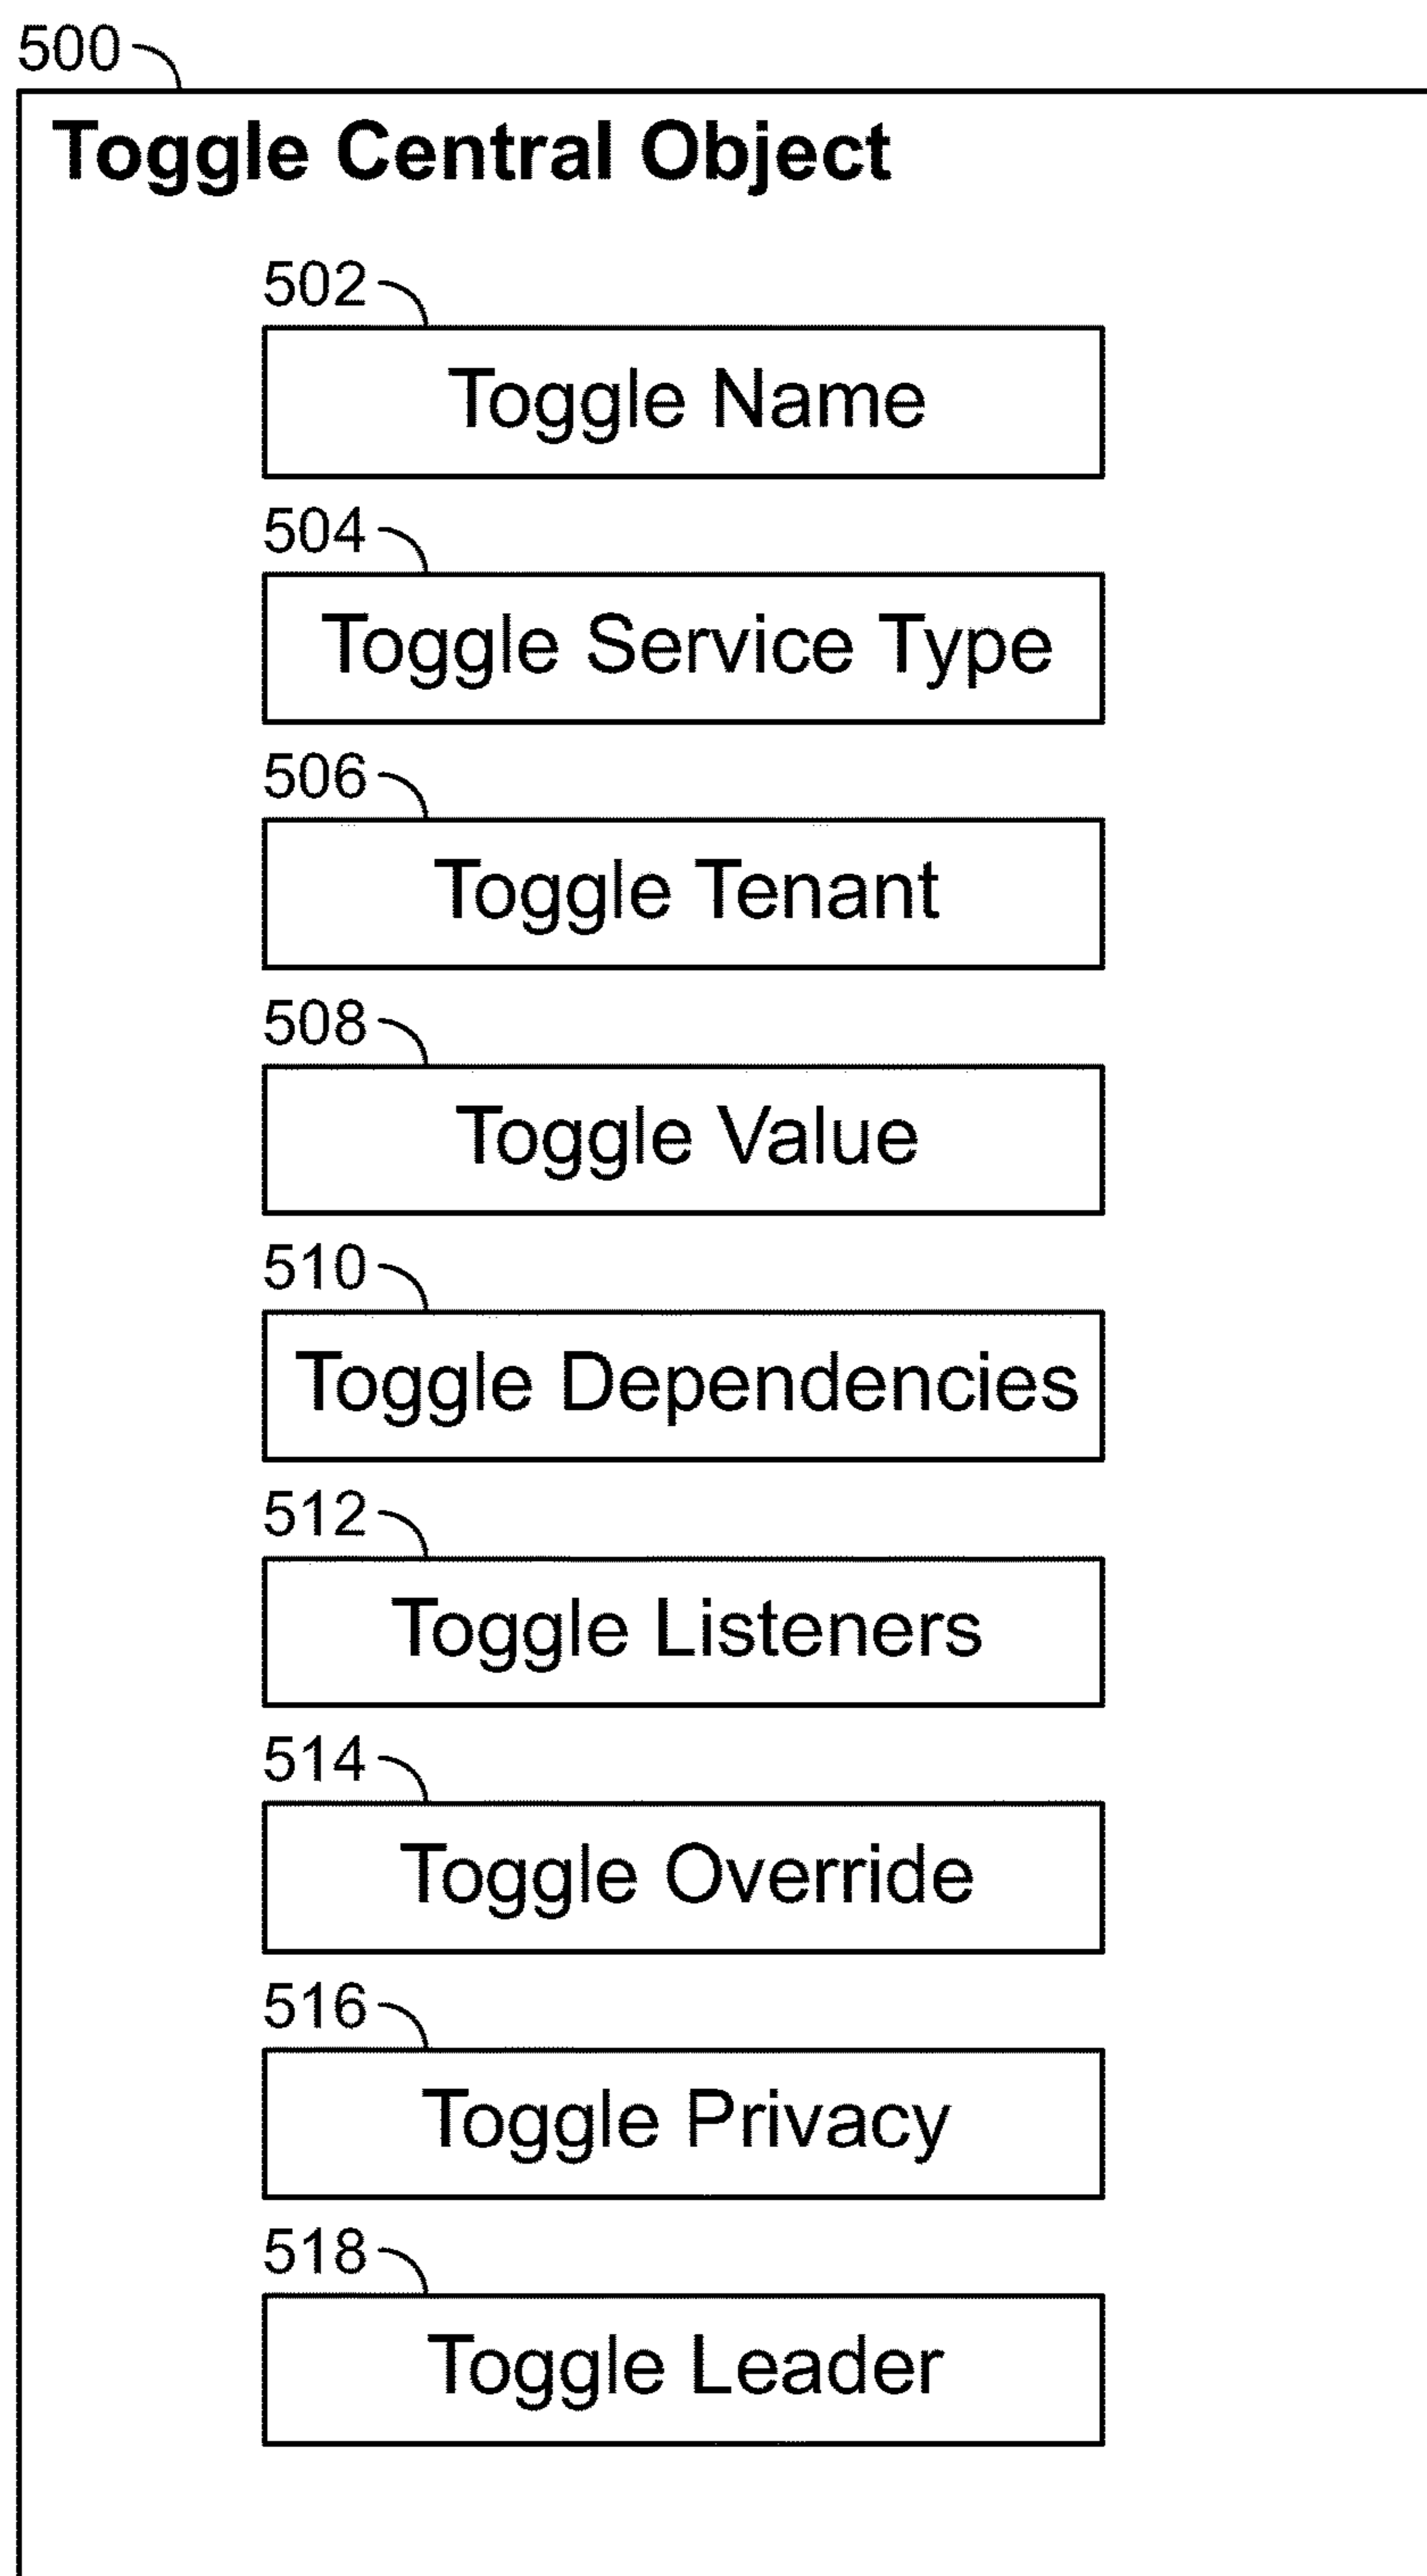 500
Toggle Central Object
502
Toggle Name
504
Toggle Service Type
506
Toggle Tenant
508
Toggle Value
510
Toggle Dependencies
512
Toggle Listeners
514
Toggle Override
516
Toggle Privacy
518
Toggle Leader